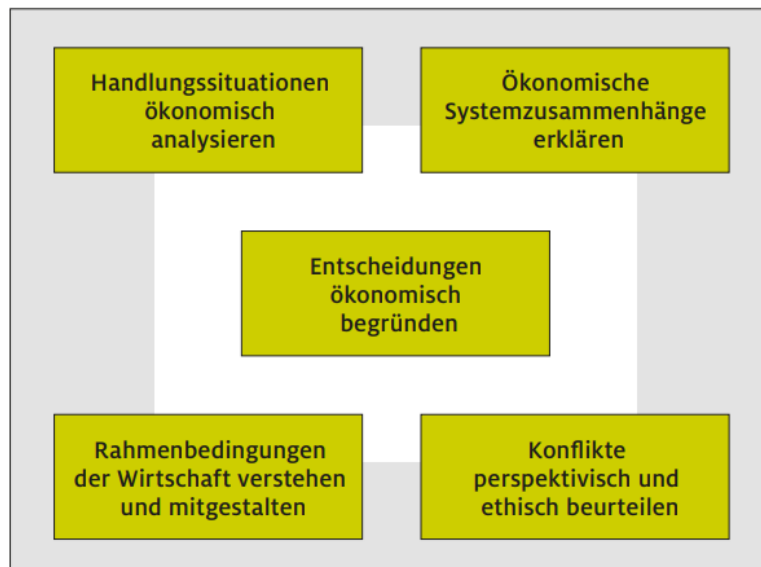 Handlungssituationen
ökonomisch
analysieren
Ökonomische
Systemzusammenhänge
erklären
Entscheidungen
ökonomisch
begründen
Rahmenbedingungen
der Wirtschaft verstehen
und mitgestalten
Konflikte
perspektivisch und
ethisch beurteilen